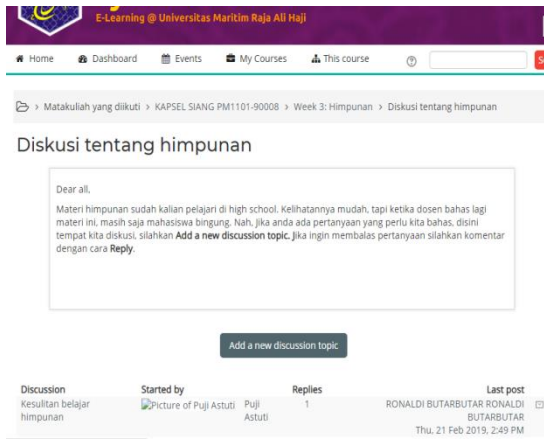 E-Learning @ Universitas Maritim Raja Ali Haji
Home Dashboard Events My Courses This course
> Matakuliah yang diikuti > KAPSEL SIANG PM1101-90008 > Week 3: Himpunan > Diskusi tentang himpunan
Diskusi tentang himpunan
Dear all,
Materi himpunan sudah kalian pelajari di high school. Kelihatannya mudah, tapi ketika dosen bahas lagi
materi ini, masih saja mahasiswa bingung. Nah, Jika anda ada pertanyaan yang perlu kita bahas, disini
tempat kita diskusi, silahkan Add a new discussion topic. Jika ingin membalas pertanyaan silahkan komentar
dengan cara Reply.
Add a new discussion topic
Discussion Started by Replies Last post
Kesulitan belajar Picture of Puji Astuti Puji 1 RONALDI BUTARBUTAR RONALDI
himpunan Astuti BUTARBUTAR
Thu, 21 Feb 2019, 2:49 PM